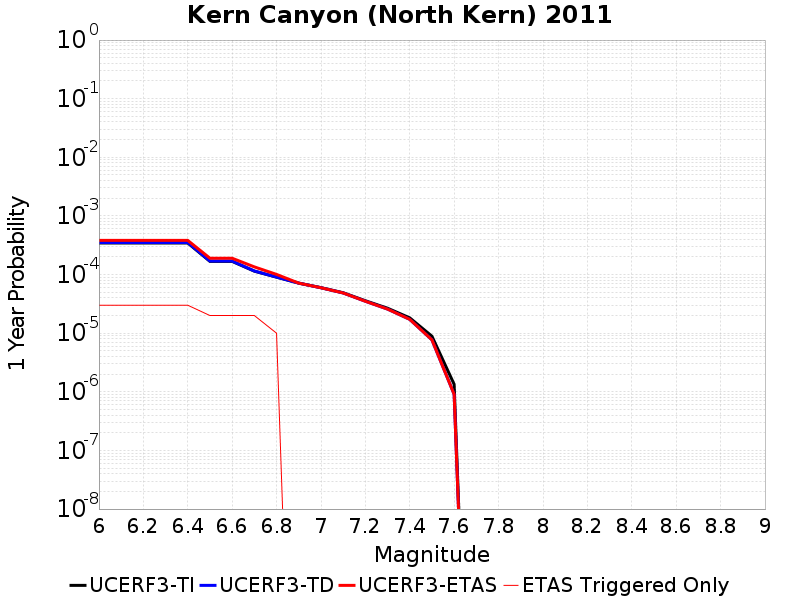 Kern Canyon (North Kern) 2011
10^0
10^-1
10^-2
10^-3
10^-4
10^-5
10^-6
10^-7
10^-8
1 Year Probability
6 6.2 6.4 6.6 6.8 7 7.2 7.4 7.6 7.8 8 8.2 8.4 8.6 8.8 9
Magnitude
UCERF3-TI UCERF3-TD UCERF3-ETAS ETAS Triggered Only